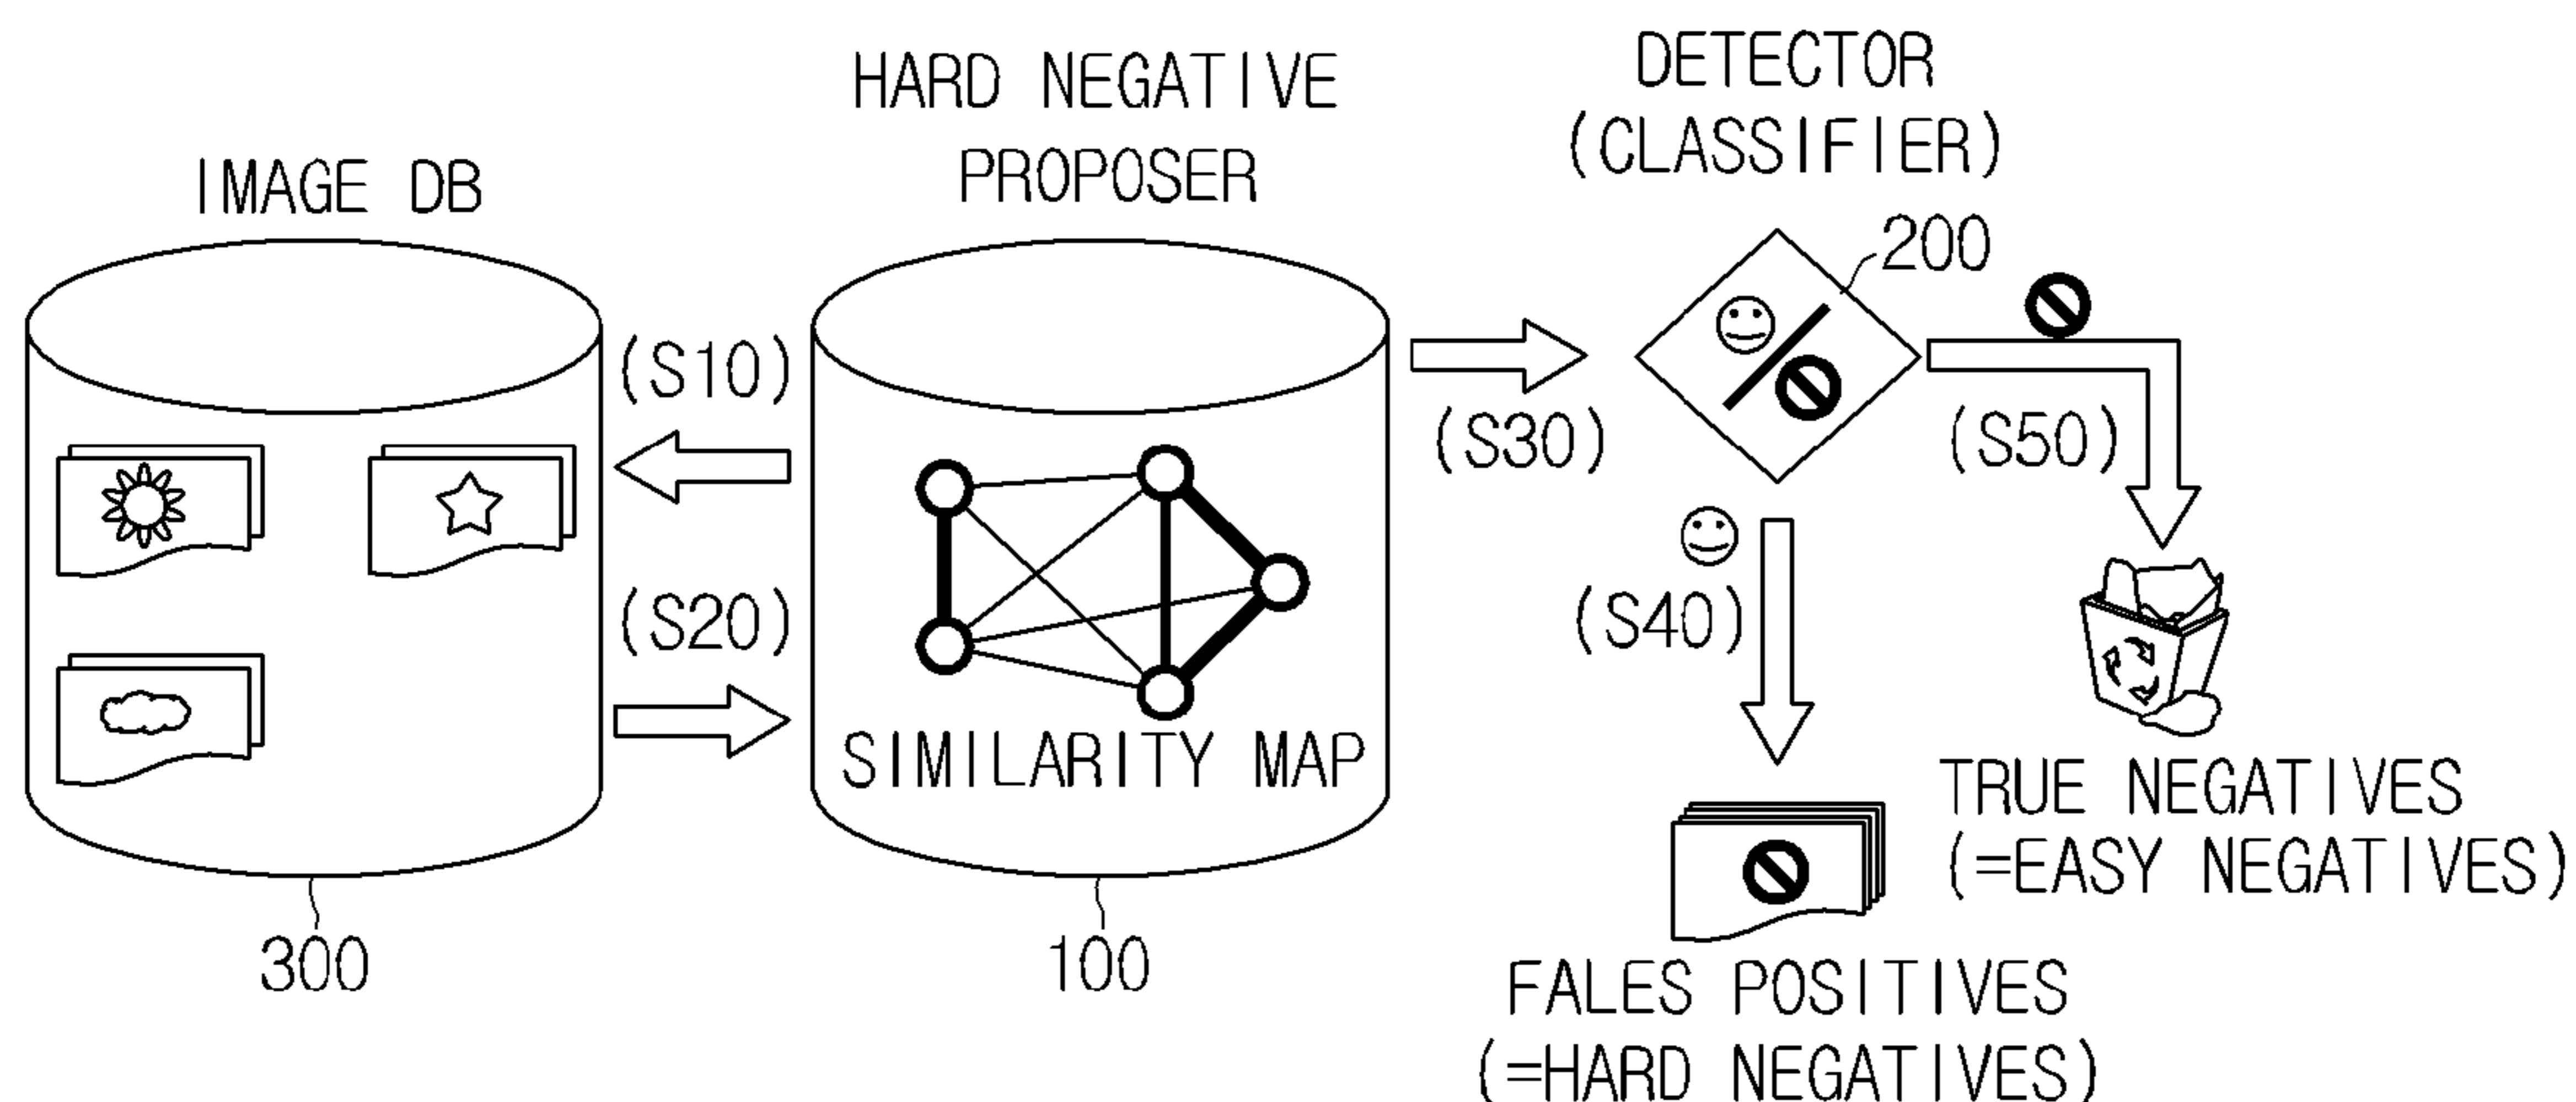 IMAGE DB
HARD NEGATIVE
PROPOSER
DETECTOR
(CLASSIFIER)
200
(S10)
(S20)
(S30)
(S40)
(S50)
SIMILARITY MAP
300
100
TRUE NEGATIVES
(=EASY NEGATIVES)
FALES POSITIVES
(=HARD NEGATIVES)